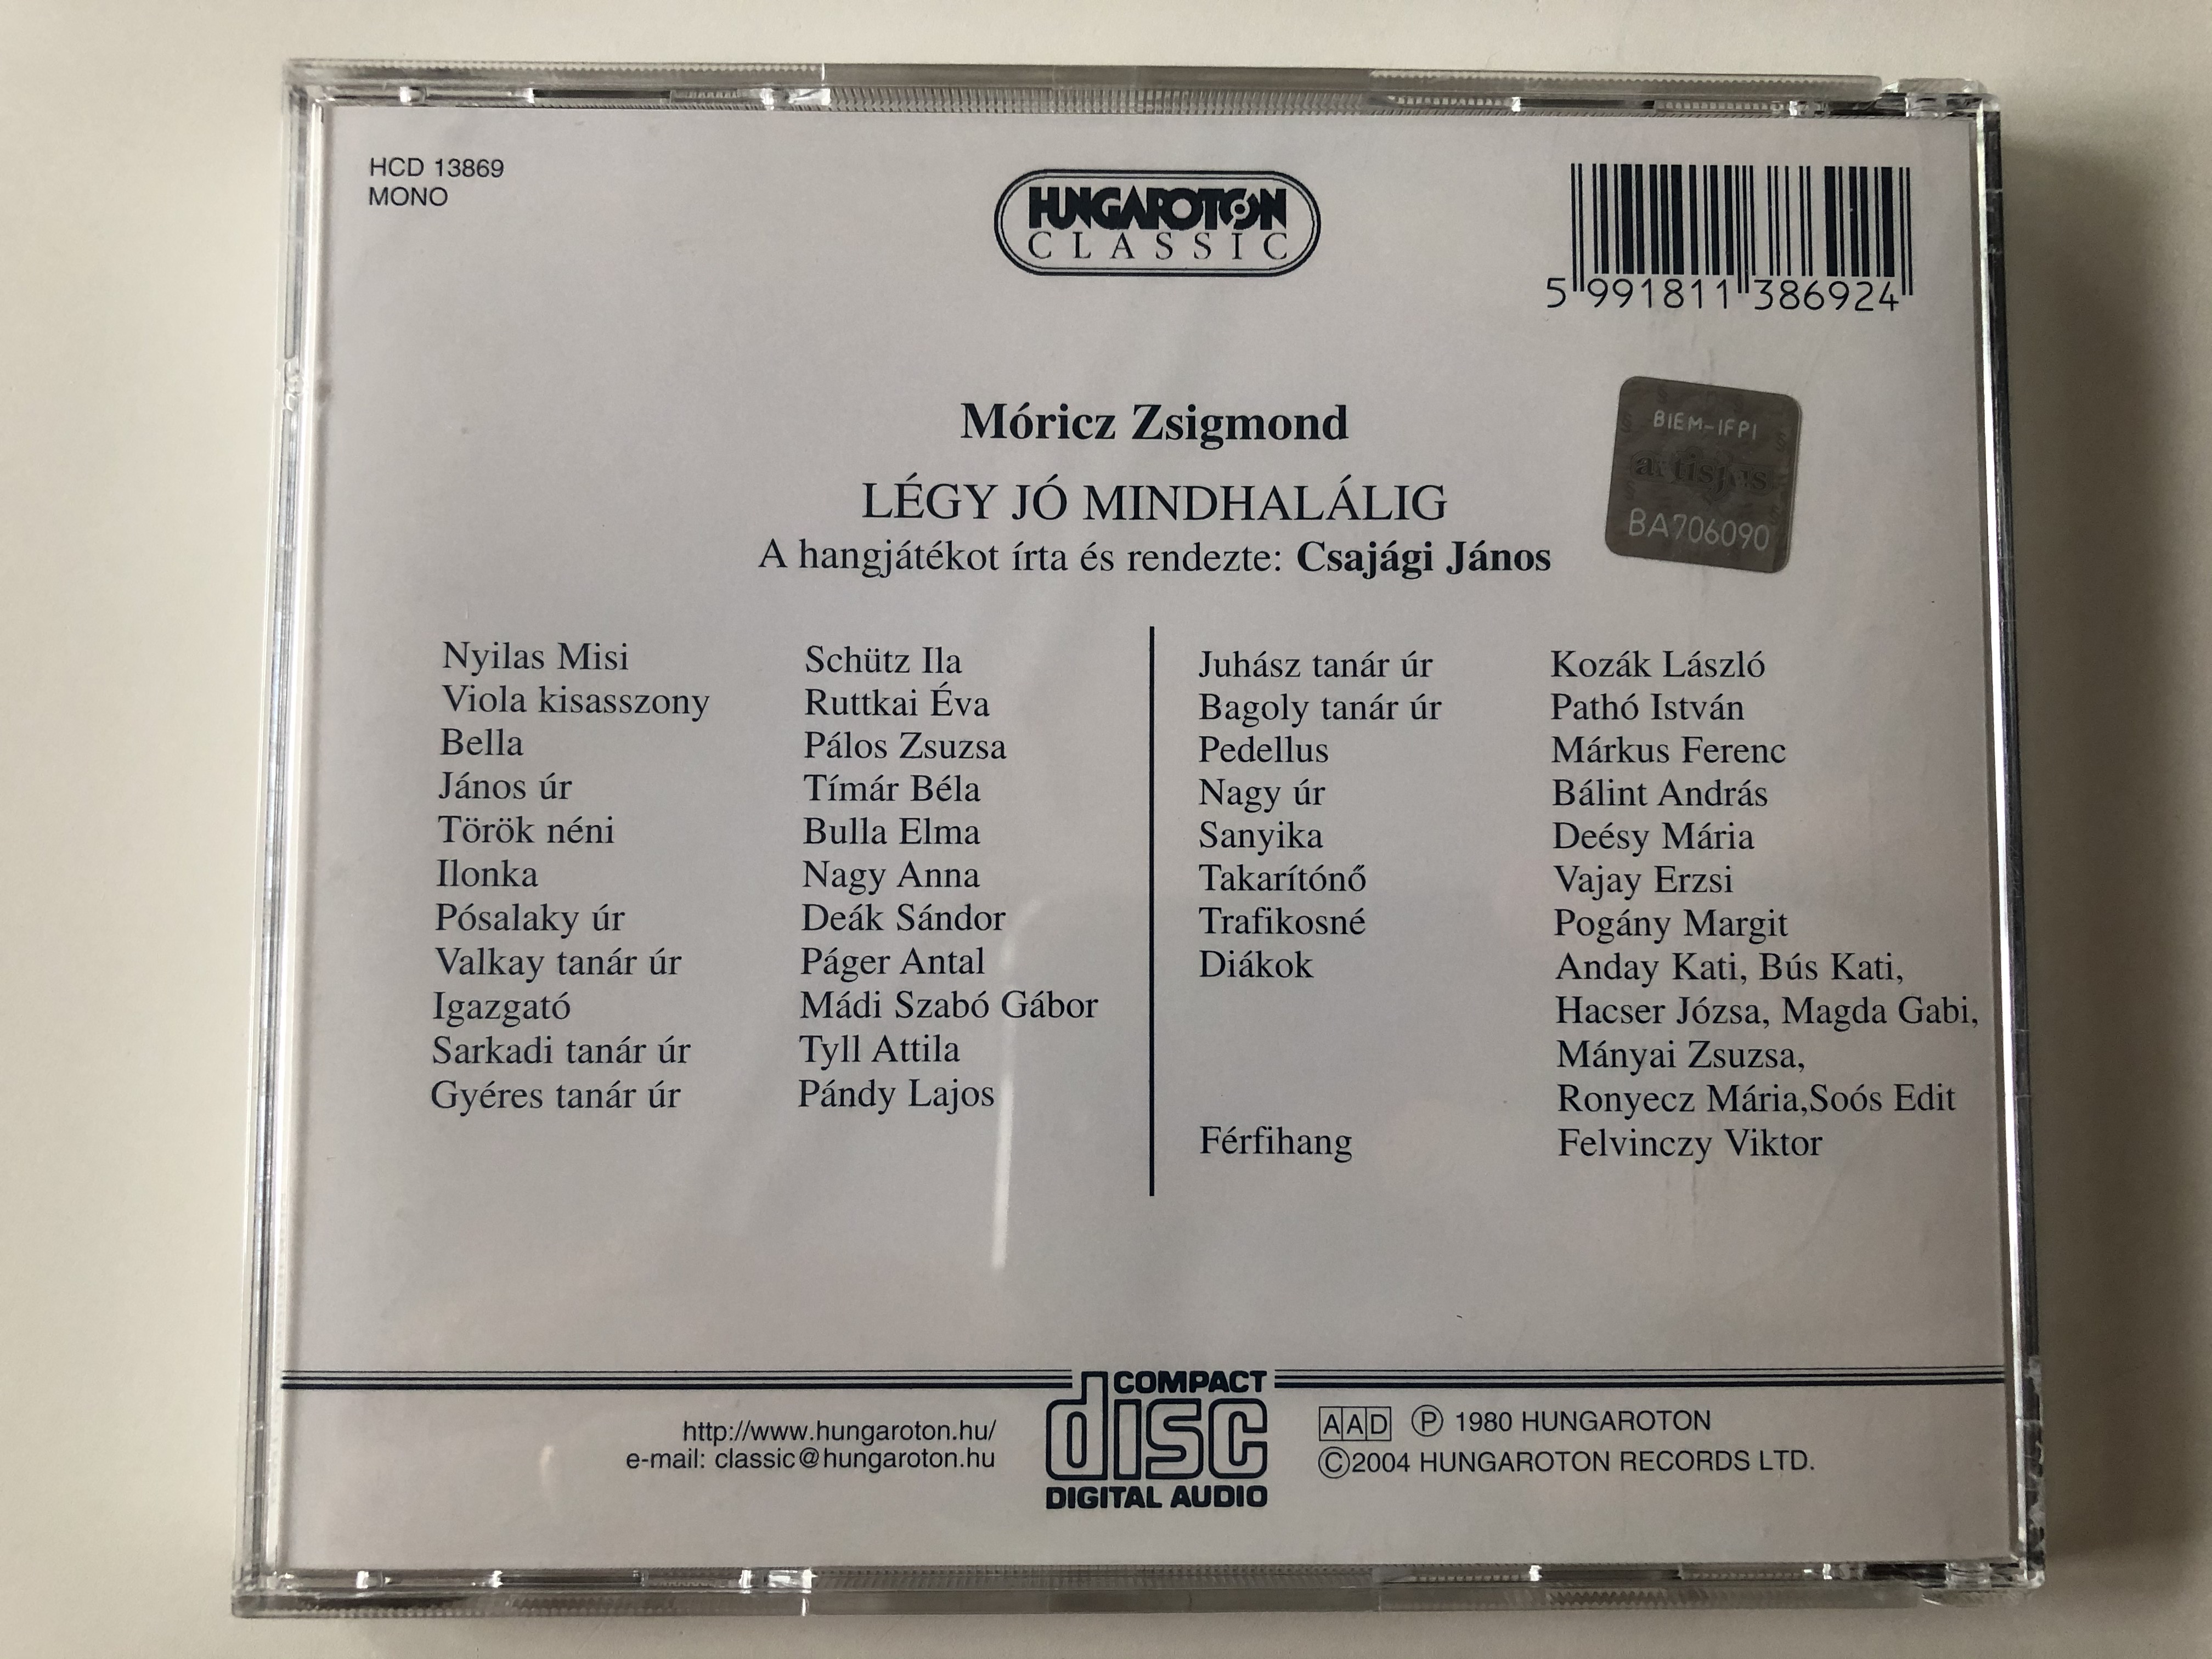 HCD 13869
MONO
HUNGAROTON
CLASSIC
5 991811 386924
BIEM-IFPI
artisjus
BA706090
Móricz Zsigmond
LÉGY JÓ MINDHALÁLIG
A hangjátékot írta és rendezte: Csajági János
Nyilas Misi Schütz Ila
Viola kisasszony Ruttkai Éva
Bella Pálos Zsuzsa
János úr Tímár Béla
Török néni Bulla Elma
Ilonka Nagy Anna
Pósalaky úr Deák Sándor
Valkay tanár úr Páger Antal
Igazgató Mádi Szabó Gábor
Sarkadi tanár úr Tyll Attila
Gyéres tanár úr Pándy Lajos
Juhász tanár úr Kozák László
Bagoly tanár úr Pathó István
Pedellus Márkus Ferenc
Nagy úr Bálint András
Sanyika Deésy Mária
Takarítónő Vajay Erzsi
Trafikosné Pogány Margit
Diákok Anday Kati, Bús Kati,
Hacser Józsa, Magda Gabi,
Mányai Zsuzsa,
Ronyecz Mária,Soós Edit
Férfihang Felvinczy Viktor
http://www.hungaroton.hu/
e-mail: classic@hungaroton.hu
COMPACT
disc
DIGITAL AUDIO
AAD Ⓟ 1980 HUNGAROTON
©2004 HUNGAROTON RECORDS LTD.